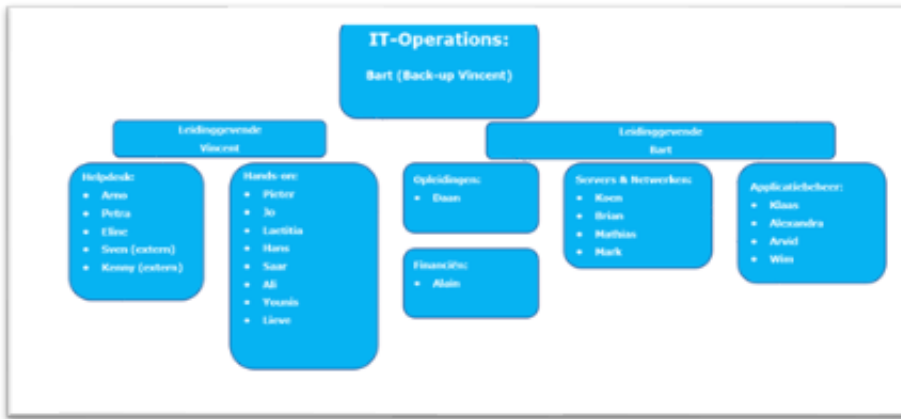 IT-Operations:
Bart (Back-up Vincent)
Leidinggevende
Vincent
Leidinggevende
Bart
Helpdesk:
Arno
Petra
Eline
Sven (extern)
Kenny (extern)
Hands-on:
Pieter
Jo
Laetitia
Hans
Saar
Ali
Younis
Lieve
Opleidingen:
Daan
Financiën:
Alain
Servers & Netwerken:
Koen
Brian
Mathias
Mark
Applicatiebeheer:
Klaas
Alexandra
Arvid
Wim